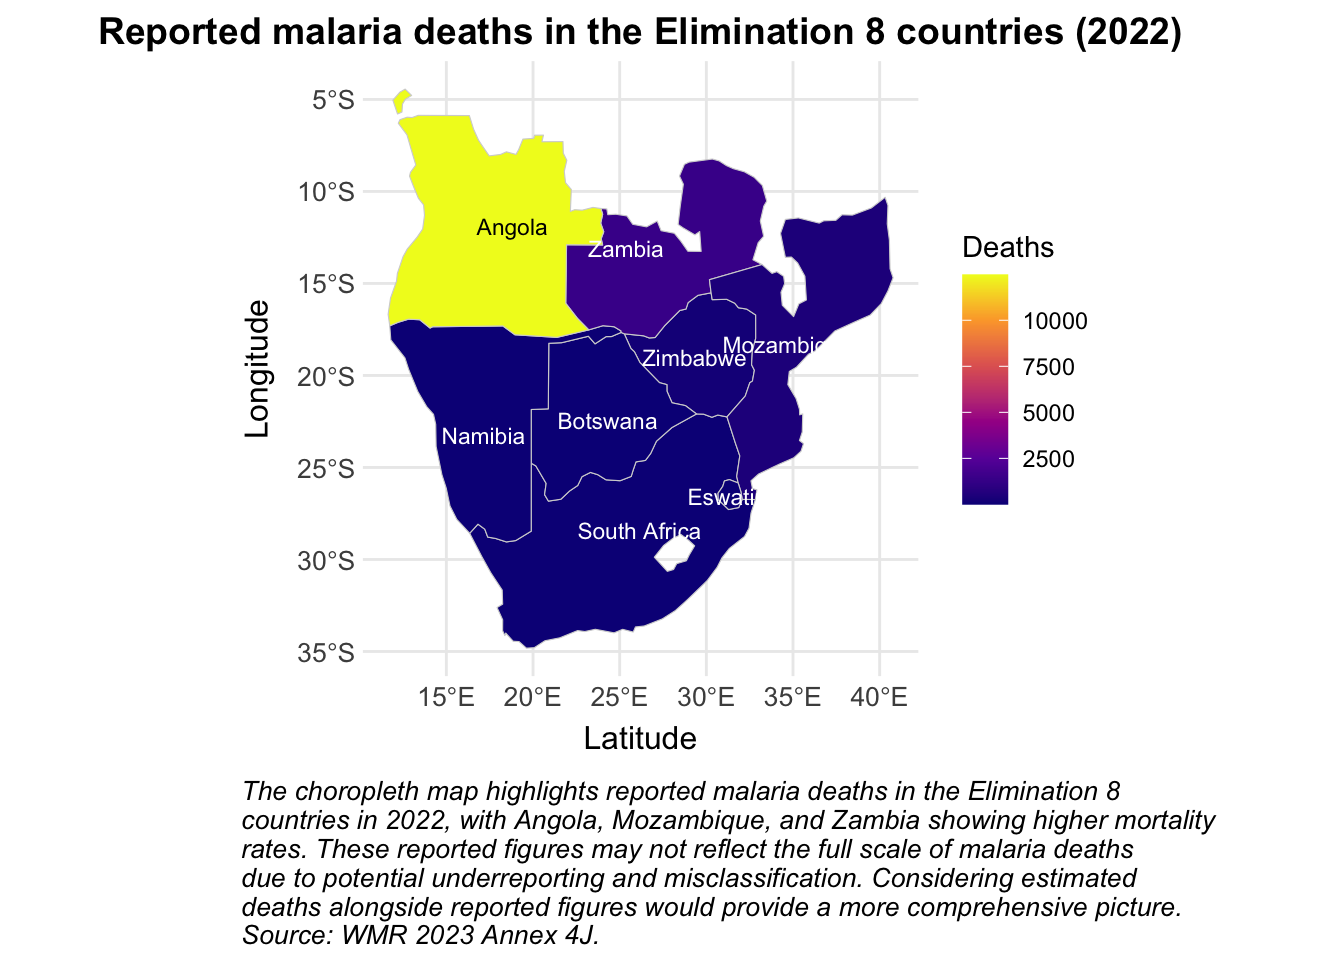 Reported malaria deaths in the Elimination 8 countries (2022)
5°S
10°S
15°S
20°S
25°S
30°S
35°S
Longitude
Angola
Zambia
Zimbabwe
Mozambiq
Botswana
Namibia
Eswati
South Africa
15°E 20°E 25°E 30°E 35°E 40°E
Latitude
Deaths
10000
7500
5000
2500
The choropleth map highlights reported malaria deaths in the Elimination 8
countries in 2022, with Angola, Mozambique, and Zambia showing higher mortality
rates. These reported figures may not reflect the full scale of malaria deaths
due to potential underreporting and misclassification. Considering estimated
deaths alongside reported figures would provide a more comprehensive picture.
Source: WMR 2023 Annex 4J.